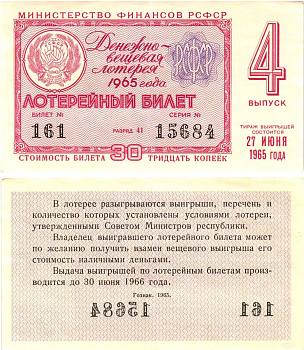 МИНИСТЕРСТВО ФИНАНСОВ РСФСР
Денежно-
вещевая
лотерея
1965 года
РСФСР
ЛОТЕРЕЙНЫЙ БИЛЕТ
БИЛЕТ № СЕРИЯ №
161 РАЗРЯД 41 15684
СТОИМОСТЬ БИЛЕТА 30 ТРИДЦАТЬ КОПЕЕК
4
ВЫПУСК
ТИРАЖ ВЫИГРЫШЕЙ
СОСТОИТСЯ
27 ИЮНЯ
1965 ГОДА
В лотерее разыгрываются выигрыши, перечень и
количество которых установлены условиями лотереи,
утвержденными Советом Министров республики.
Владелец выигравшего лотерейного билета может
по желанию получить взамен вещевого выигрыша его
стоимость наличными деньгами.
Выдача выигрышей по лотерейным билетам произ-
водится до 30 июня 1966 года.
Гознак. 1965.
15684 161